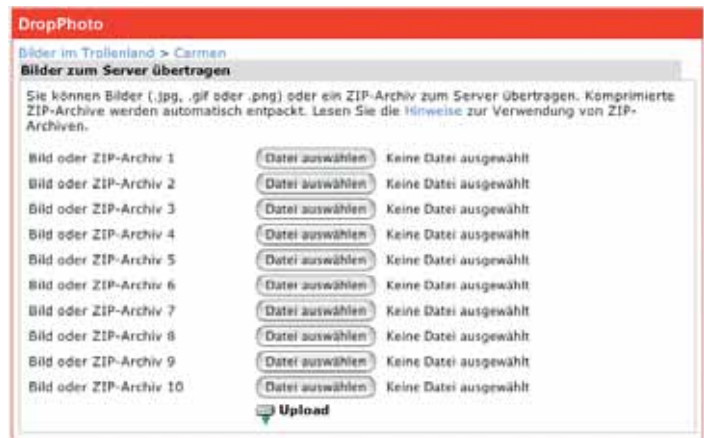 DropPhoto
Bilder im Trollenland > Carmen
Bilder zum Server übertragen
Sie können Bilder (.jpg, .gif oder .png) oder ein ZIP-Archiv zum Server übertragen. Komprimierte
ZIP-Archive werden automatisch entpackt. Lesen Sie die Hinweise zur Verwendung von ZIP-
Archiven.
Bild oder ZIP-Archiv 1 Datei auswählen Keine Datei ausgewählt
Bild oder ZIP-Archiv 2 Datei auswählen Keine Datei ausgewählt
Bild oder ZIP-Archiv 3 Datei auswählen Keine Datei ausgewählt
Bild oder ZIP-Archiv 4 Datei auswählen Keine Datei ausgewählt
Bild oder ZIP-Archiv 5 Datei auswählen Keine Datei ausgewählt
Bild oder ZIP-Archiv 6 Datei auswählen Keine Datei ausgewählt
Bild oder ZIP-Archiv 7 Datei auswählen Keine Datei ausgewählt
Bild oder ZIP-Archiv 8 Datei auswählen Keine Datei ausgewählt
Bild oder ZIP-Archiv 9 Datei auswählen Keine Datei ausgewählt
Bild oder ZIP-Archiv 10 Datei auswählen Keine Datei ausgewählt
Upload